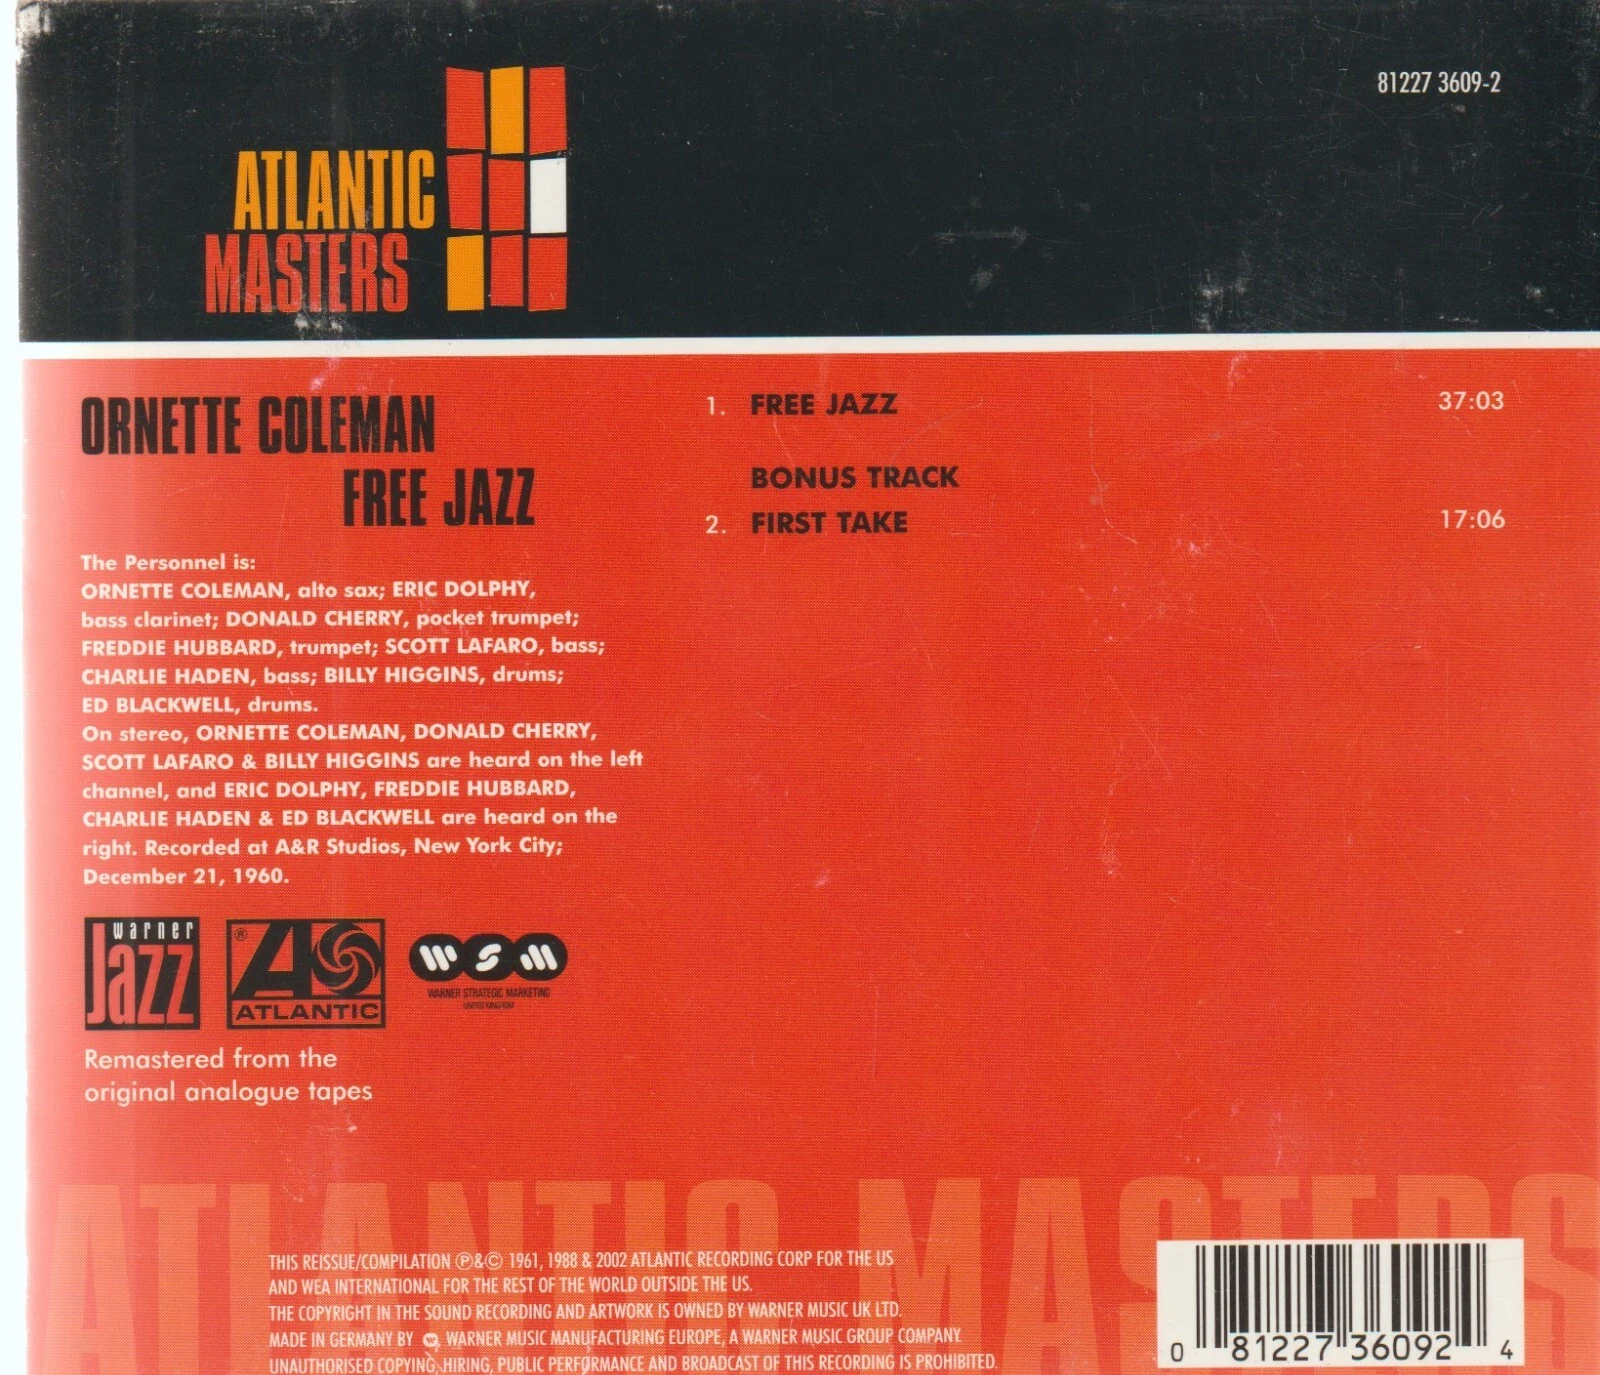 81227 3609-2
ATLANTIC
MASTERS
ORNETTE COLEMAN
FREE JAZZ
The Personnel is:
ORNETTE COLEMAN, alto sax; ERIC DOLPHY,
bass clarinet; DONALD CHERRY, pocket trumpet;
FREDDIE HUBBARD, trumpet; SCOTT LAFARO, bass;
CHARLIE HADEN, bass; BILLY HIGGINS, drums;
ED BLACKWELL, drums.
On stereo, ORNETTE COLEMAN, DONALD CHERRY,
SCOTT LAFARO & BILLY HIGGINS are heard on the left
channel, and ERIC DOLPHY, FREDDIE HUBBARD,
CHARLIE HADEN & ED BLACKWELL are heard on the
right. Recorded at A&R Studios, New York City;
December 21, 1960.
1. FREE JAZZ 37:03
BONUS TRACK
2. FIRST TAKE 17:06
warner
Jazz
®
ATLANTIC
wsm
WARNER STRATEGIC MARKETING
UNITED KINGDOM
Remastered from the
original analogue tapes
ATLANTIC MASTERS
THIS REISSUE/COMPILATION ℗&© 1961, 1988 & 2002 ATLANTIC RECORDING CORP FOR THE US
AND WEA INTERNATIONAL FOR THE REST OF THE WORLD OUTSIDE THE US.
THE COPYRIGHT IN THE SOUND RECORDING AND ARTWORK IS OWNED BY WARNER MUSIC UK LTD.
MADE IN GERMANY BY WARNER MUSIC MANUFACTURING EUROPE, A WARNER MUSIC GROUP COMPANY.
UNAUTHORISED COPYING, HIRING, PUBLIC PERFORMANCE AND BROADCAST OF THIS RECORDING IS PROHIBITED.
0 81227 36092 4